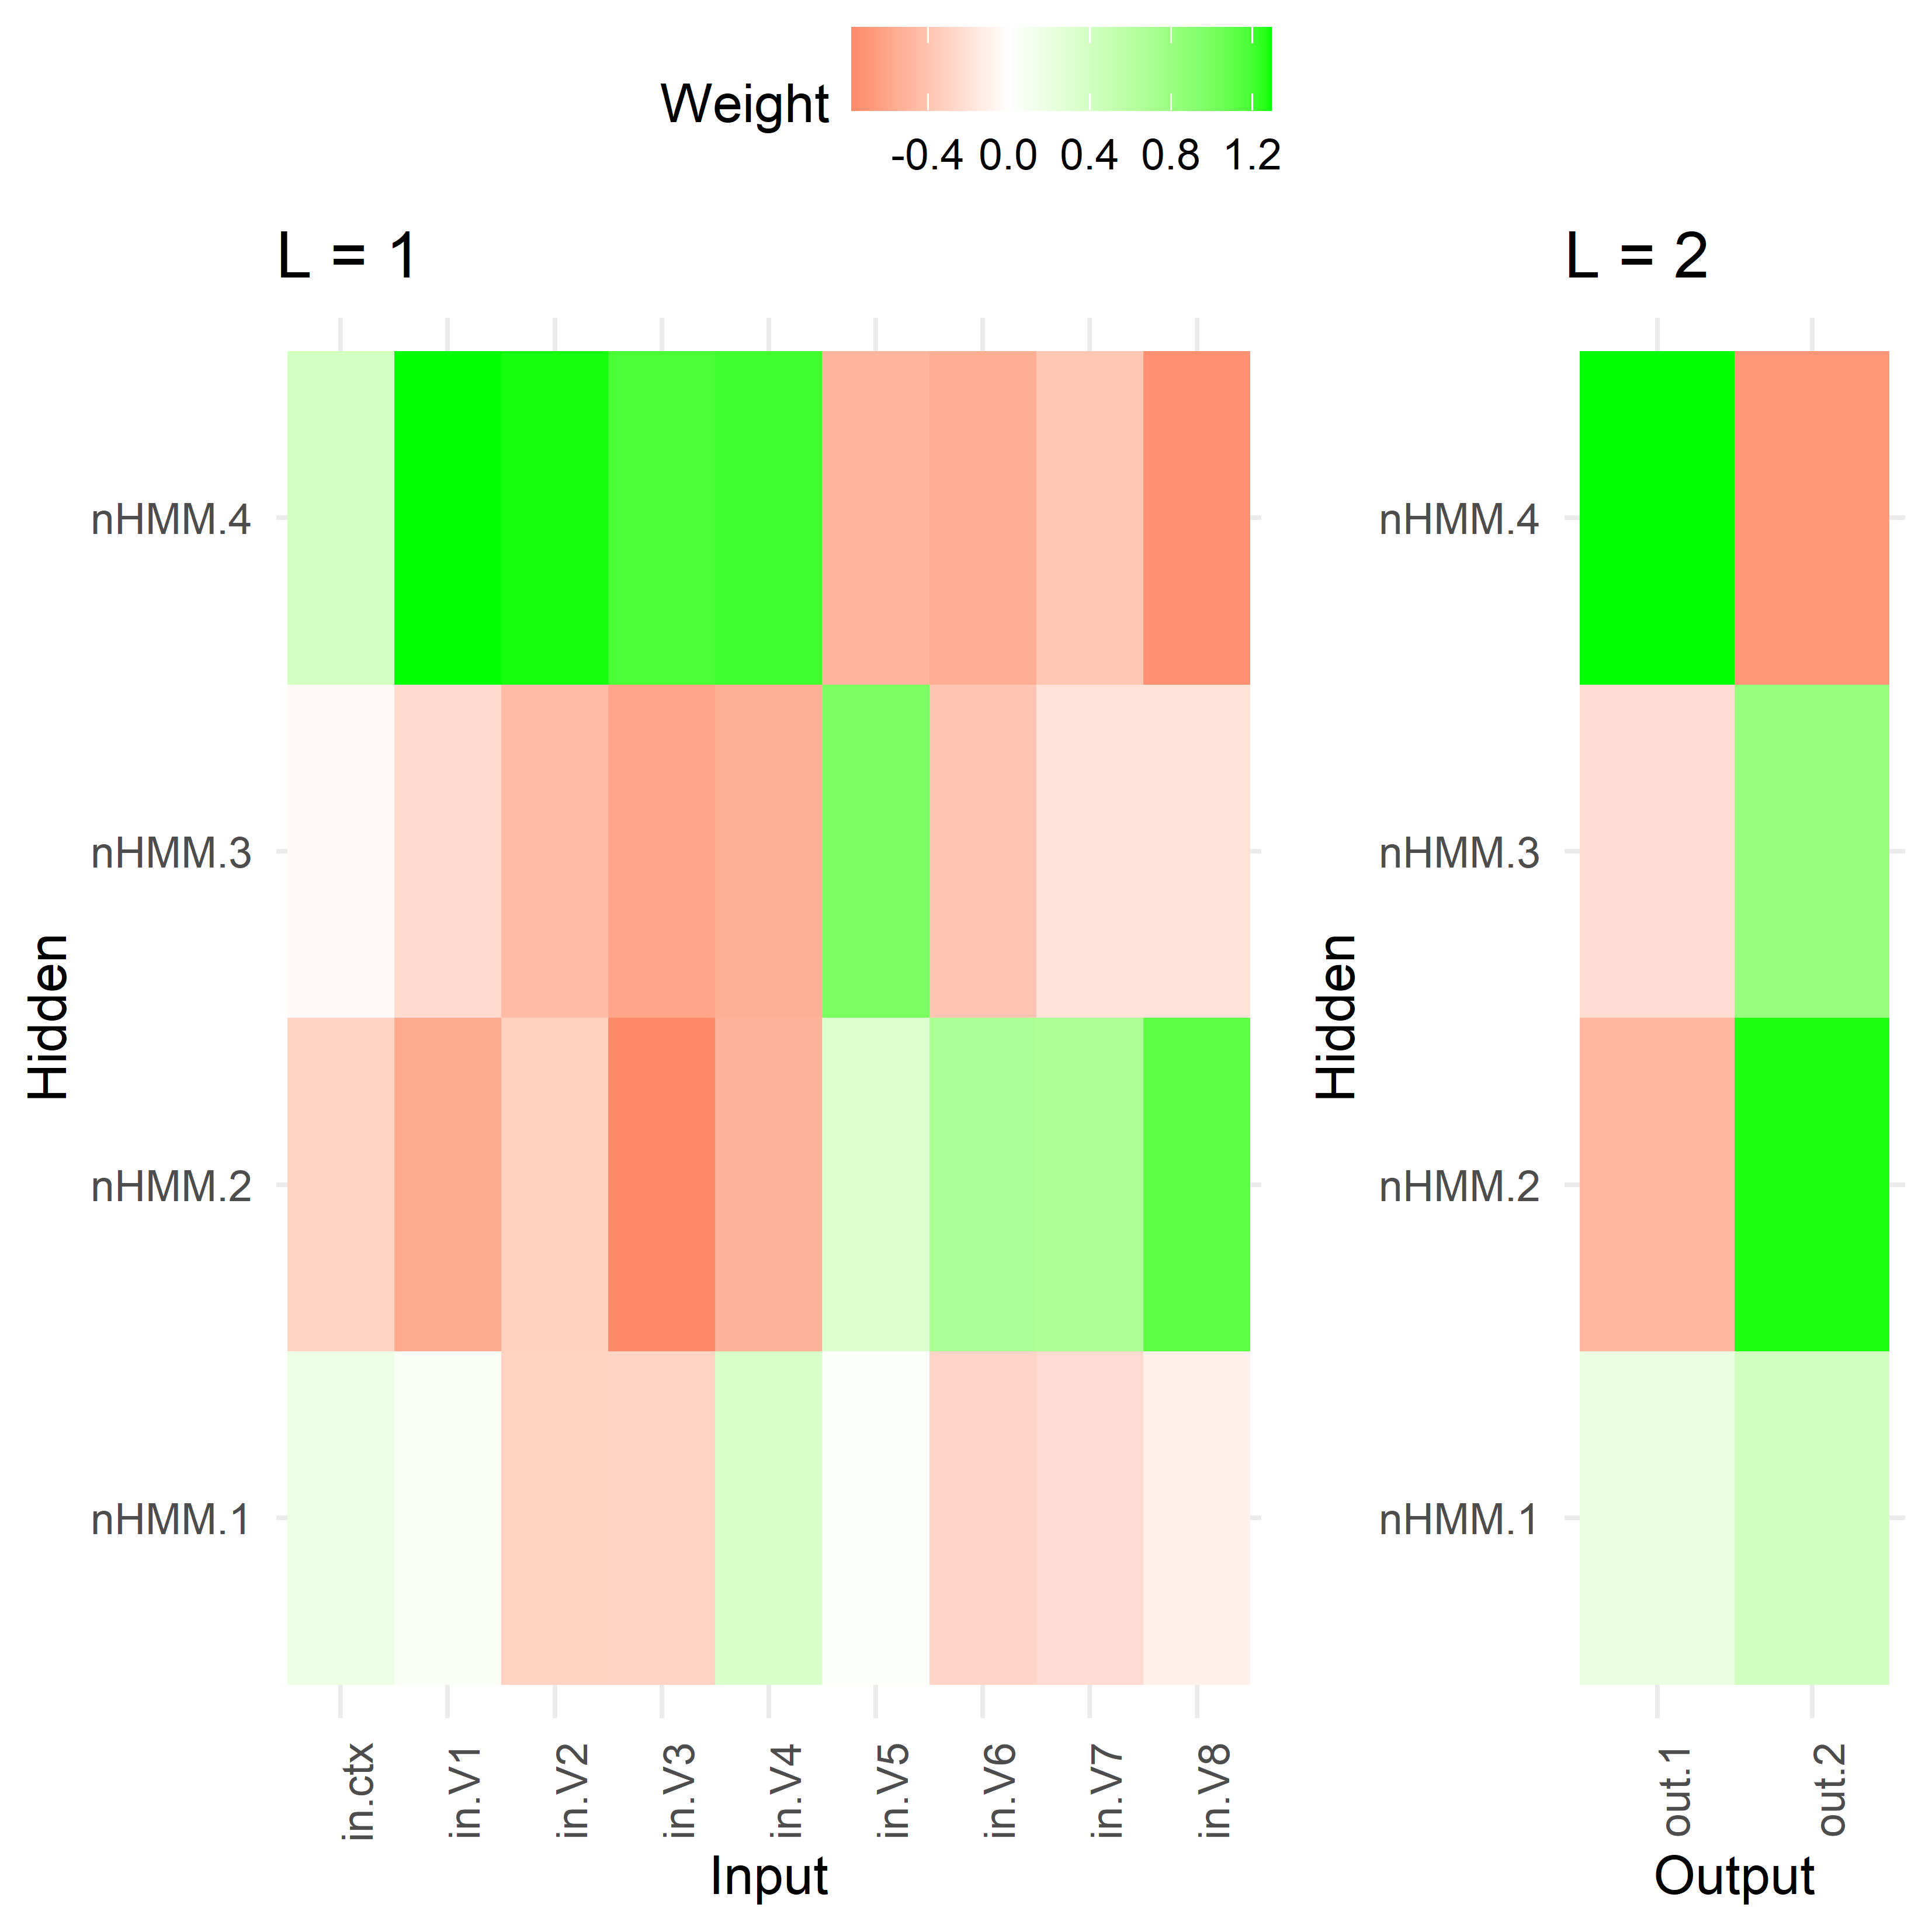 Weight
-0.4 0.0 0.4 0.8 1.2
L = 1
Hidden
nHMM.4
nHMM.3
nHMM.2
nHMM.1
in.ctx
in.V1
in.V2
in.V3
in.V4
in.V5
in.V6
in.V7
in.V8
Input
L = 2
Hidden
nHMM.4
nHMM.3
nHMM.2
nHMM.1
out.1
out.2
Output